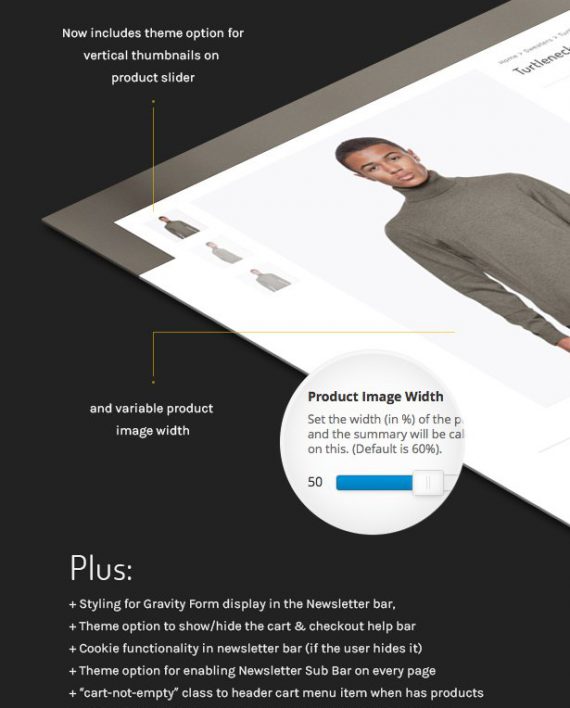 Now includes theme option for
vertical thumbnails on
product slider
Home > Sweaters >
Turtleneck
and variable product
image width
Product Image Width
Set the width (in %) of the p
and the summary will be cal
on this. (Default is 60%).
50
Plus:
+ Styling for Gravity Form display in the Newsletter bar,
+ Theme option to show/hide the cart & checkout help bar
+ Cookie functionality in newsletter bar (if the user hides it)
+ Theme option for enabling Newsletter Sub Bar on every page
+ "cart-not-empty" class to header cart menu item when has products